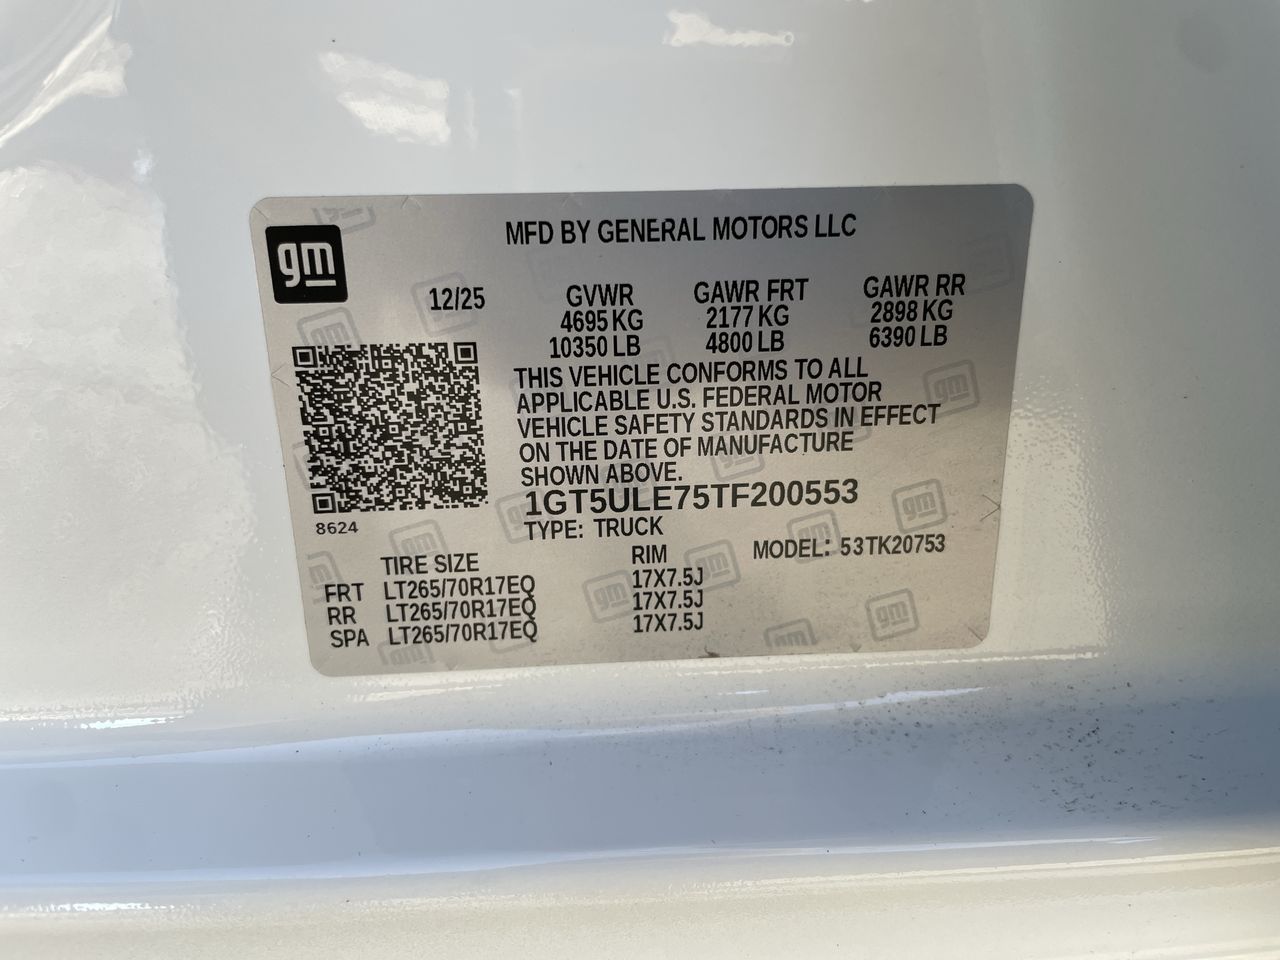 gm
MFD BY GENERAL MOTORS LLC
12/25 GVWR GAWR FRT GAWR RR
4695 KG 2177 KG 2898 KG
10350 LB 4800 LB 6390 LB
THIS VEHICLE CONFORMS TO ALL
APPLICABLE U.S. FEDERAL MOTOR
VEHICLE SAFETY STANDARDS IN EFFECT
ON THE DATE OF MANUFACTURE
SHOWN ABOVE.
1GT5ULE75TF200553
8624
TYPE: TRUCK
TIRE SIZE RIM MODEL: 53TK20753
FRT LT265/70R17EQ 17X7.5J
RR LT265/70R17EQ 17X7.5J
SPA LT265/70R17EQ 17X7.5J